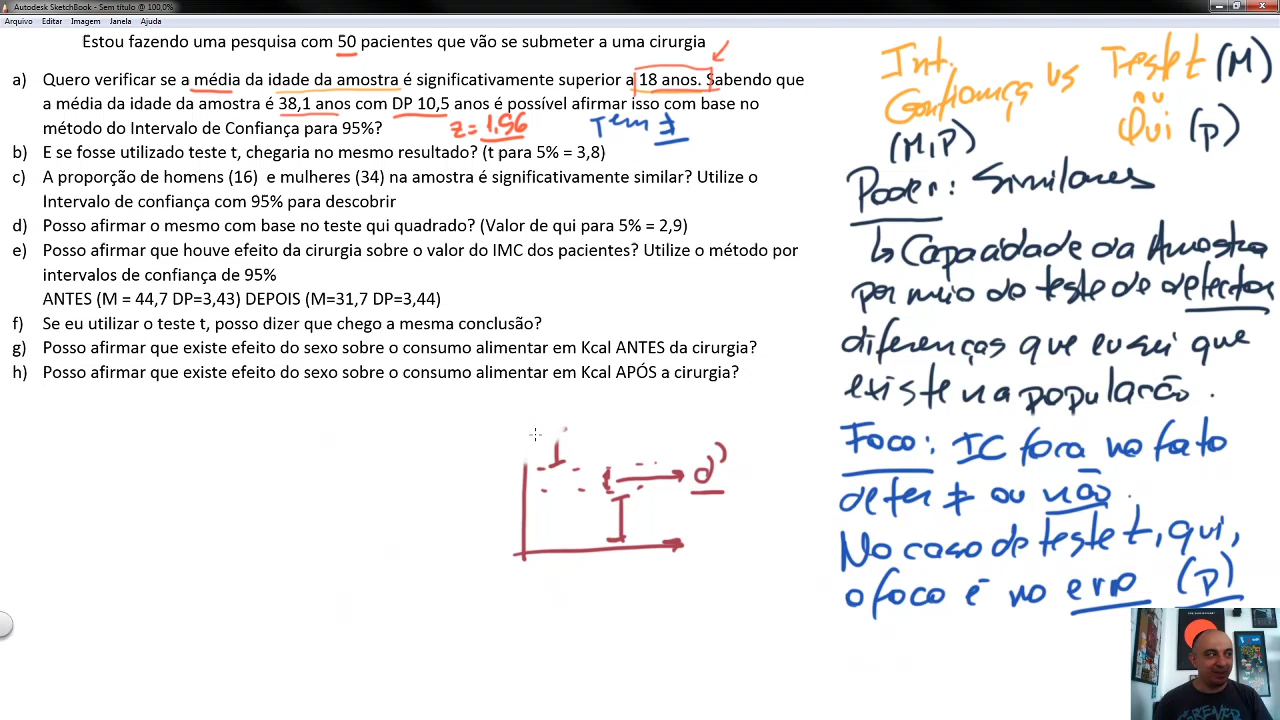 Autodesk SketchBook - Sem título @ 100,0%
Arquivo Editar Imagem Janela Ajuda
Estou fazendo uma pesquisa com 50 pacientes que vão se submeter a uma cirurgia
a) Quero verificar se a média da idade da amostra é significativamente superior a 18 anos. Sabendo que
a média da idade da amostra é 38,1 anos com DP 10,5 anos é possível afirmar isso com base no
método do Intervalo de Confiança para 95%?
z = 1.96
Tem ≠
b) E se fosse utilizado teste t, chegaria no mesmo resultado? (t para 5% = 3,8)
c) A proporção de homens (16) e mulheres (34) na amostra é significativamente similar? Utilize o
Intervalo de confiança com 95% para descobrir
d) Posso afirmar o mesmo com base no teste qui quadrado? (Valor de qui para 5% = 2,9)
e) Posso afirmar que houve efeito da cirurgia sobre o valor do IMC dos pacientes? Utilize o método por
intervalos de confiança de 95%
ANTES (M = 44,7 DP=3,43) DEPOIS (M=31,7 DP=3,44)
f) Se eu utilizar o teste t, posso dizer que chego a mesma conclusão?
g) Posso afirmar que existe efeito do sexo sobre o consumo alimentar em Kcal ANTES da cirurgia?
h) Posso afirmar que existe efeito do sexo sobre o consumo alimentar em Kcal APÓS a cirurgia?
d'
Int.
Confiança
(M,P)
vs
Teste t (M)
ou
Qui (p)
Poder: Similares
↳ Capacidade da Amostra
por meio do teste de detectar
diferenças que eu sei que
existe na população.
Foco: IC fora no fato
de ter ≠ ou não.
No caso de teste t, qui,
o foco é no erro (p)